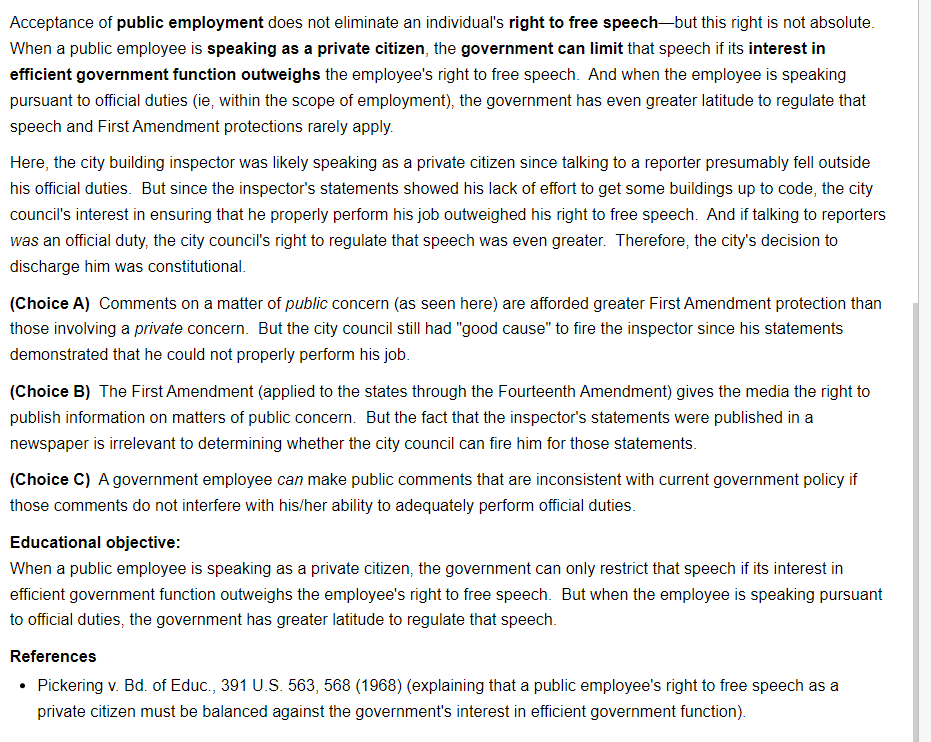 Acceptance of public employment does not eliminate an individual's right to free speech—but this right is not absolute.
When a public employee is speaking as a private citizen, the government can limit that speech if its interest in
efficient government function outweighs the employee's right to free speech.  And when the employee is speaking
pursuant to official duties (ie, within the scope of employment), the government has even greater latitude to regulate that
speech and First Amendment protections rarely apply.
Here, the city building inspector was likely speaking as a private citizen since talking to a reporter presumably fell outside
his official duties.  But since the inspector's statements showed his lack of effort to get some buildings up to code, the city
council's interest in ensuring that he properly perform his job outweighed his right to free speech.  And if talking to reporters
was an official duty, the city council's right to regulate that speech was even greater.  Therefore, the city's decision to
discharge him was constitutional.
(Choice A)  Comments on a matter of public concern (as seen here) are afforded greater First Amendment protection than
those involving a private concern.  But the city council still had "good cause" to fire the inspector since his statements
demonstrated that he could not properly perform his job.
(Choice B)  The First Amendment (applied to the states through the Fourteenth Amendment) gives the media the right to
publish information on matters of public concern.  But the fact that the inspector's statements were published in a
newspaper is irrelevant to determining whether the city council can fire him for those statements.
(Choice C)  A government employee can make public comments that are inconsistent with current government policy if
those comments do not interfere with his/her ability to adequately perform official duties.
Educational objective:
When a public employee is speaking as a private citizen, the government can only restrict that speech if its interest in
efficient government function outweighs the employee's right to free speech.  But when the employee is speaking pursuant
to official duties, the government has greater latitude to regulate that speech.
References
• Pickering v. Bd. of Educ., 391 U.S. 563, 568 (1968) (explaining that a public employee's right to free speech as a
private citizen must be balanced against the government's interest in efficient government function).